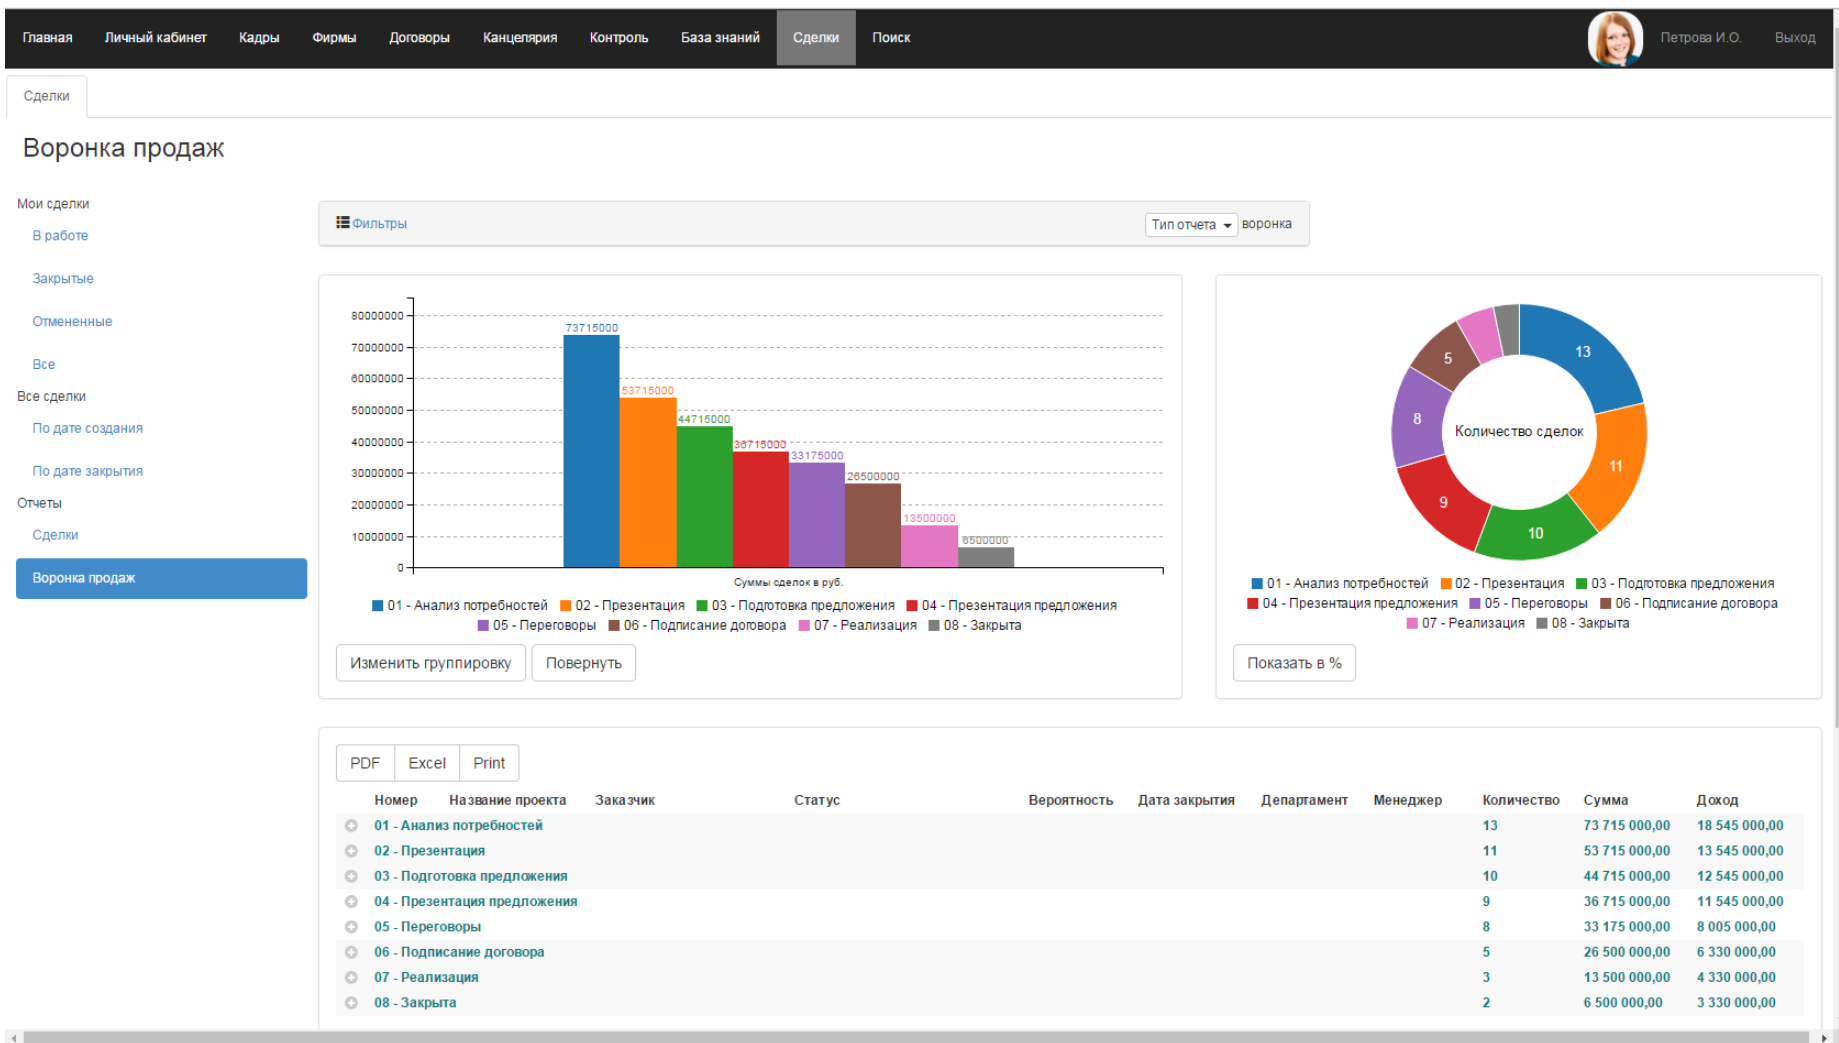 Главная Личный кабинет Кадры Фирмы Договоры Канцелярия Контроль База знаний Сделки Поиск Петрова И.О. Выход
Сделки
Воронка продаж
Мои сделки
В работе
Закрытые
Отмененные
Все
Все сделки
По дате создания
По дате закрытия
Отчеты
Сделки
Воронка продаж
Фильтры Тип отчета воронка
80000000
70000000
60000000
50000000
40000000
30000000
20000000
10000000
0
73715000
53715000
44715000
36715000
33175000
26500000
13500000
6500000
Суммы сделок в руб.
01 - Анализ потребностей 02 - Презентация 03 - Подготовка предложения 04 - Презентация предложения
05 - Переговоры 06 - Подписание договора 07 - Реализация 08 - Закрыта
Изменить группировку Повернуть
13
11
10
9
8
5
Количество сделок
01 - Анализ потребностей 02 - Презентация 03 - Подготовка предложения
04 - Презентация предложения 05 - Переговоры 06 - Подписание договора
07 - Реализация 08 - Закрыта
Показать в %
PDF Excel Print
Номер Название проекта Заказчик Статус Вероятность Дата закрытия Департамент Менеджер Количество Сумма Доход
01 - Анализ потребностей 13 73 715 000,00 18 545 000,00
02 - Презентация 11 53 715 000,00 13 545 000,00
03 - Подготовка предложения 10 44 715 000,00 12 545 000,00
04 - Презентация предложения 9 36 715 000,00 11 545 000,00
05 - Переговоры 8 33 175 000,00 8 005 000,00
06 - Подписание договора 5 26 500 000,00 6 330 000,00
07 - Реализация 3 13 500 000,00 4 330 000,00
08 - Закрыта 2 6 500 000,00 3 330 000,00